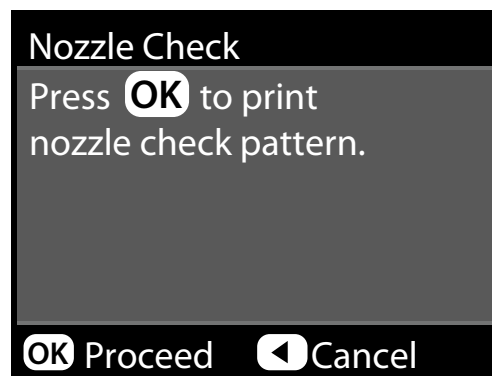 Nozzle Check
Press OK to print
nozzle check pattern.
OK Proceed ◀ Cancel